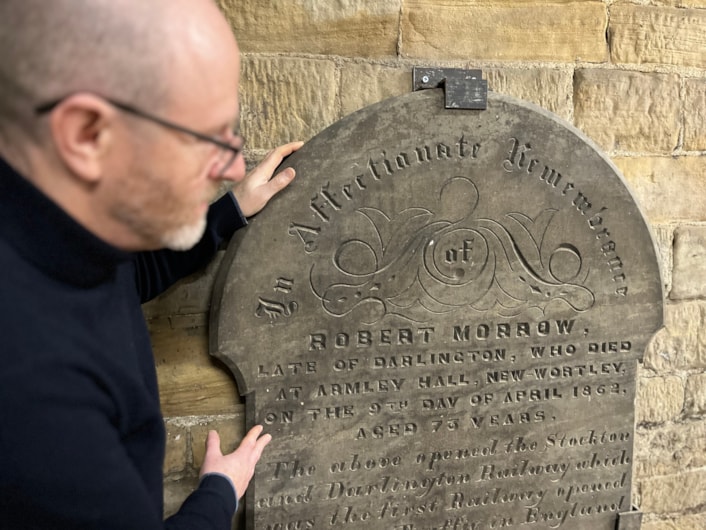 In Affectionate Remembrance
of
ROBERT MORROW,
LATE OF DARLINGTON, WHO DIED
AT ARMLEY HALL, NEW-WORTLEY,
ON THE 9TH DAY OF APRIL 1862.
AGED 73 YEARS.
The above opened the Stockton
and Darlington Railway which
was the first Railway opened
in England